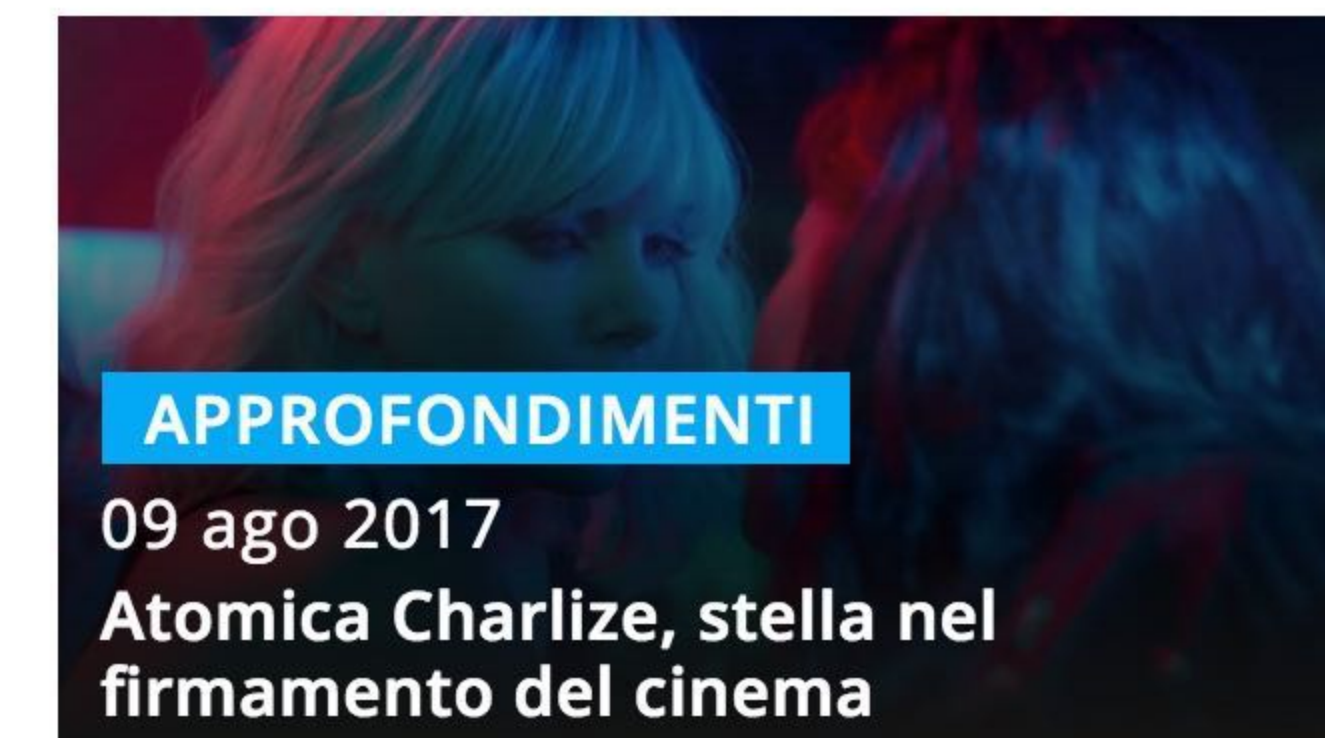 APPROFONDIMENTI
09 ago 2017
Atomica Charlize, stella nel
firmamento del cinema